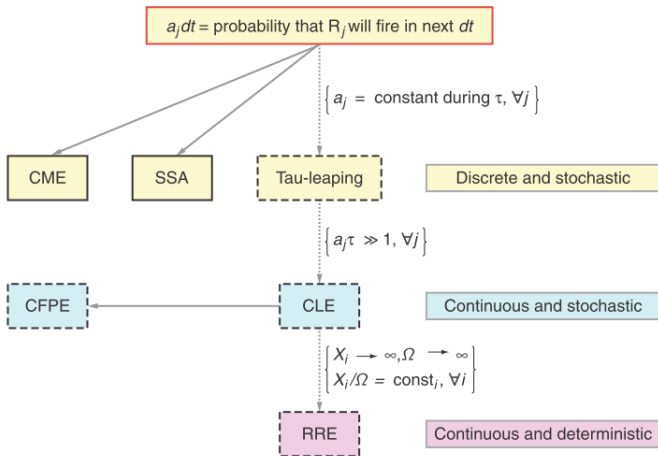 a_j dt = probability that R_j will fire in next dt
{ a_j = constant during τ, ∀j }
CME
SSA
Tau-leaping
Discrete and stochastic
{ a_j τ ≫ 1, ∀j }
CFPE
CLE
Continuous and stochastic
{ X_i → ∞, Ω → ∞
X_i/Ω = const_i, ∀i }
RRE
Continuous and deterministic